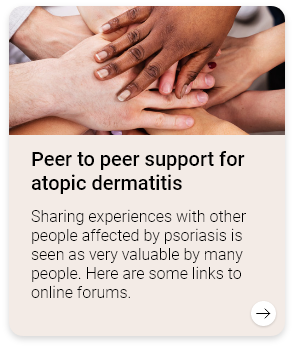 Peer to peer support for
atopic dermatitis
Sharing experiences with other
people affected by psoriasis is
seen as very valuable by many
people. Here are some links to
online forums.